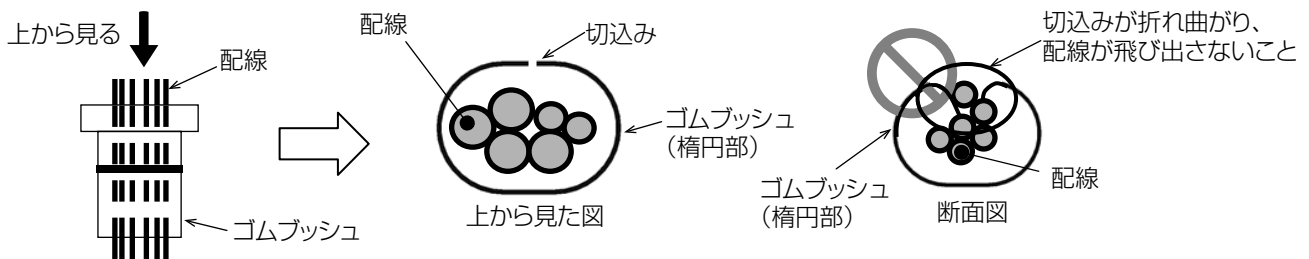 上から見る
配線
ゴムブッシュ
配線
切込み
ゴムブッシュ
（楕円部）
上から見た図
切込みが折れ曲がり、
配線が飛び出さないこと
ゴムブッシュ
（楕円部）
配線
断面図